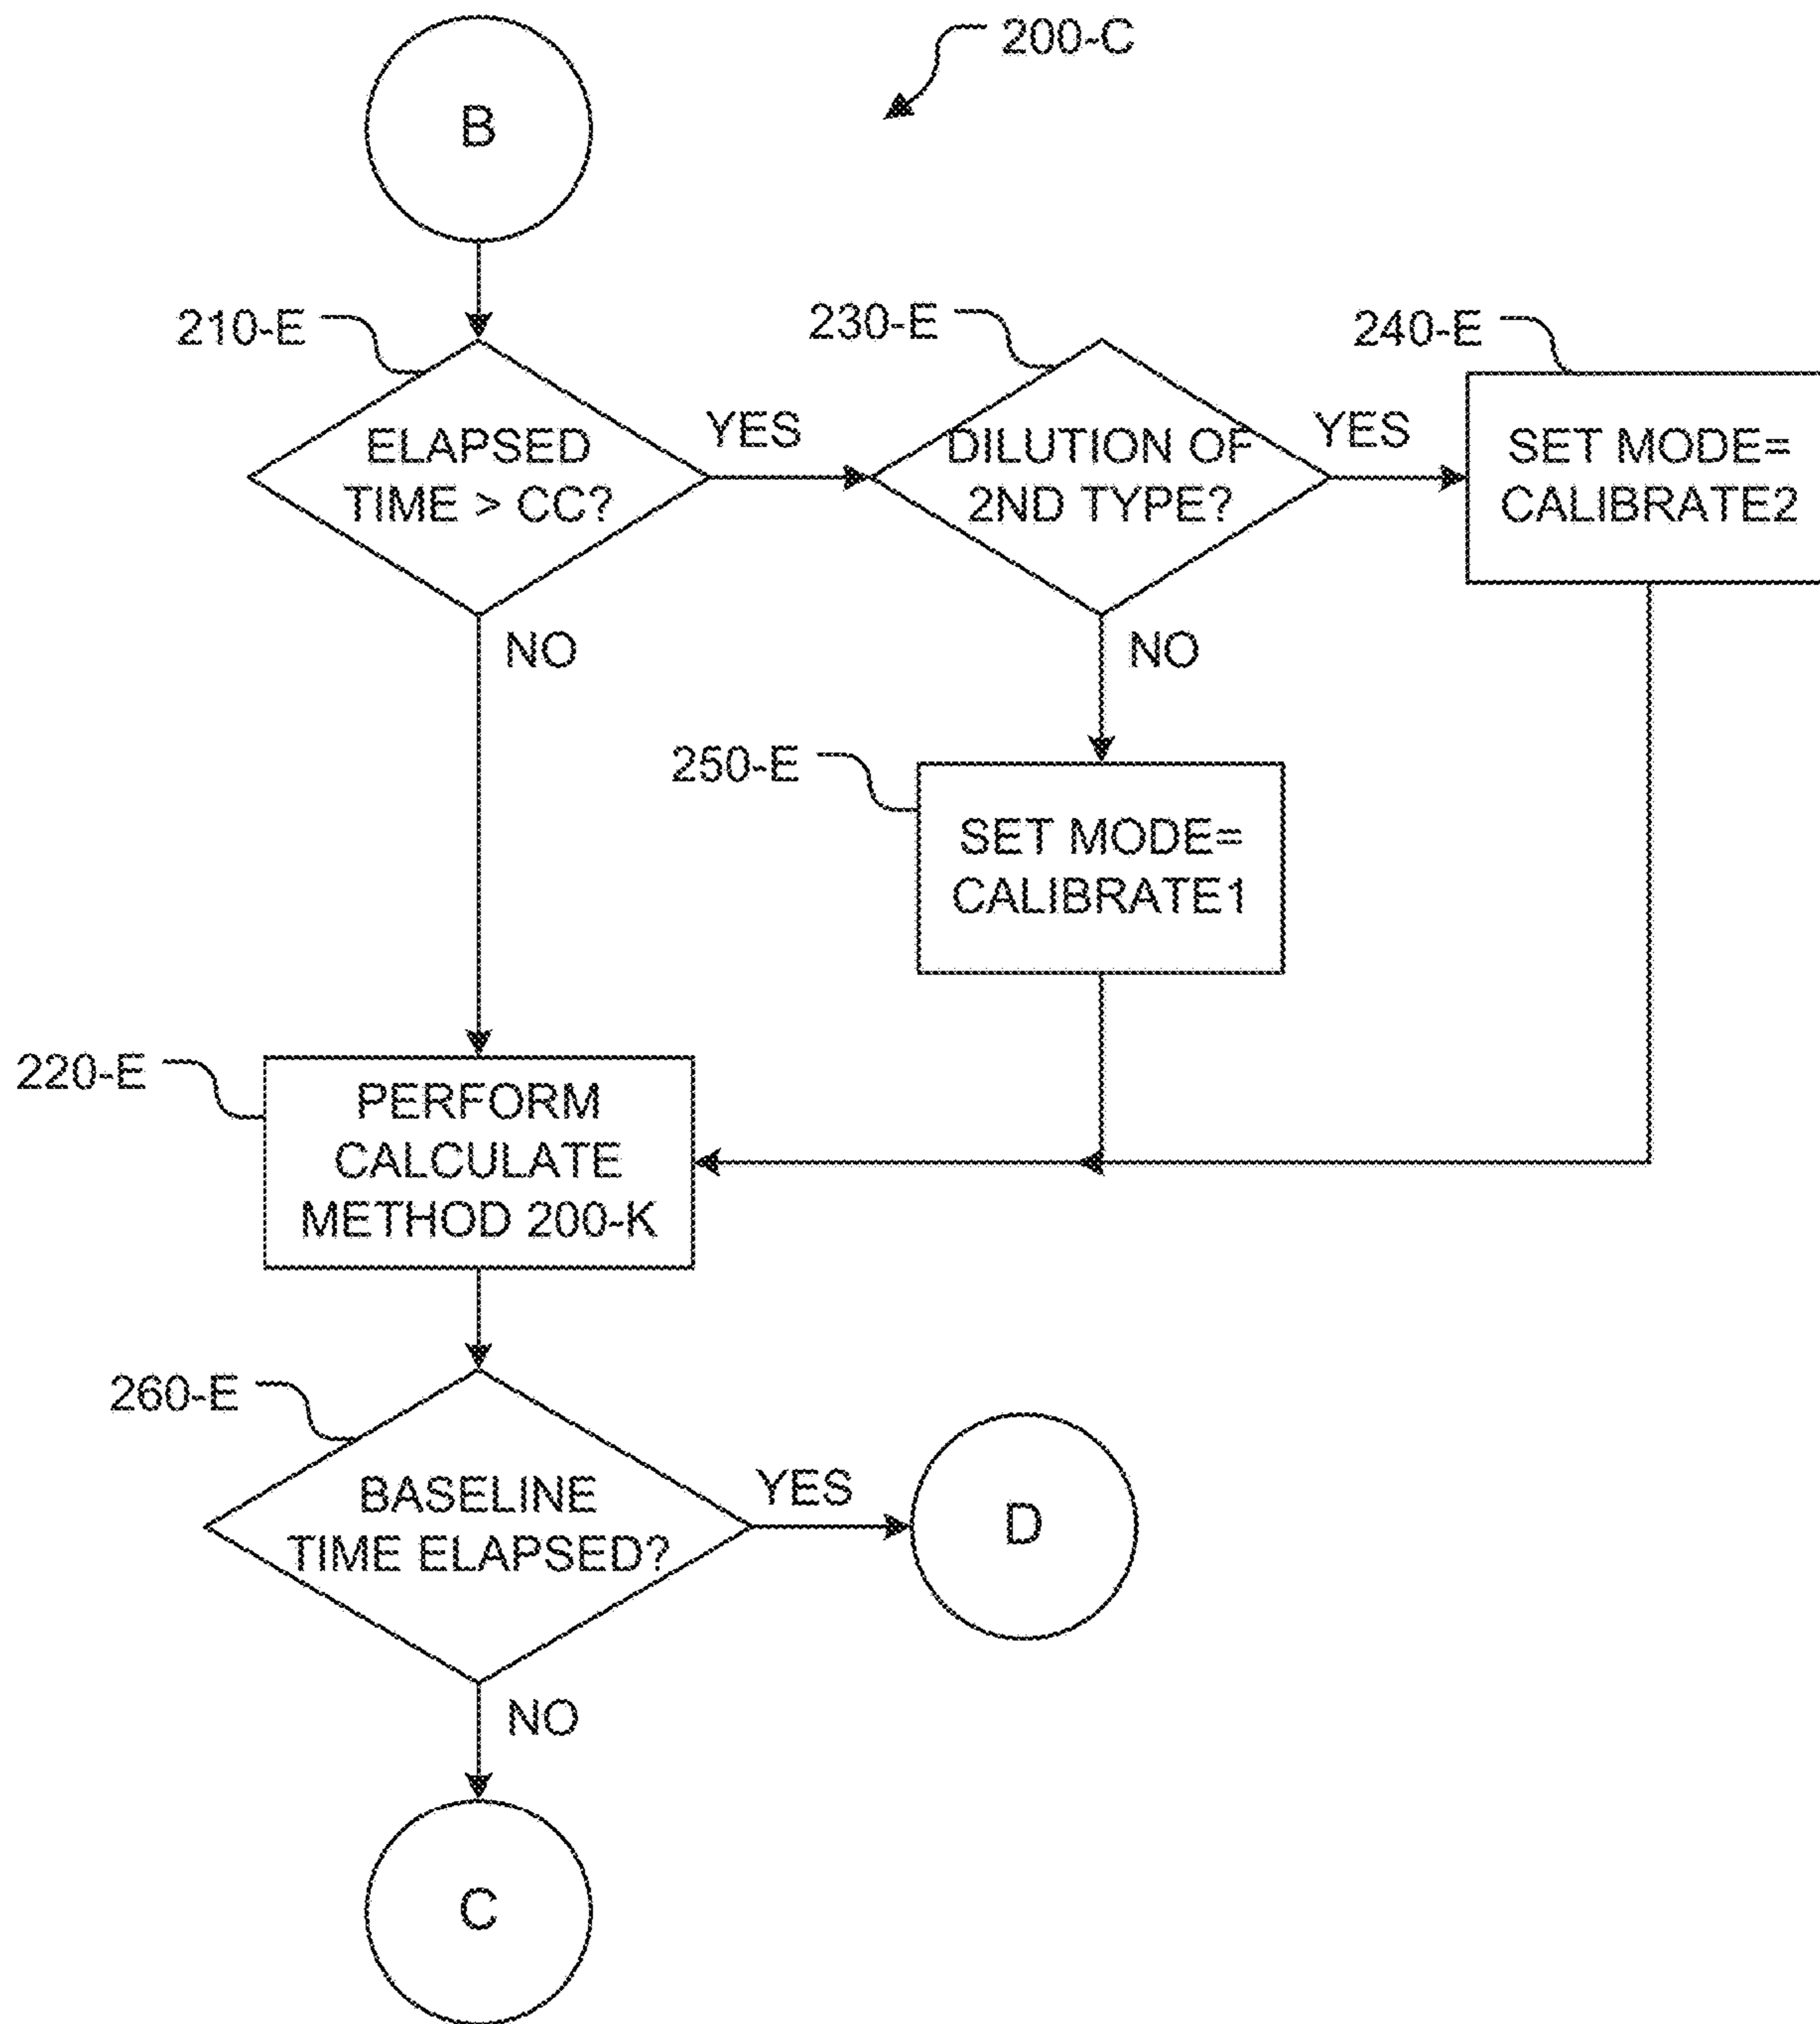 200-C
B
210-E
230-E
240-E
ELAPSED
TIME > CC?
YES
DILUTION OF
2ND TYPE?
YES
SET MODE=
CALIBRATE2
NO
NO
250-E
SET MODE=
CALIBRATE1
220-E
PERFORM
CALCULATE
METHOD 200-K
260-E
BASELINE
TIME ELAPSED?
YES
D
NO
C